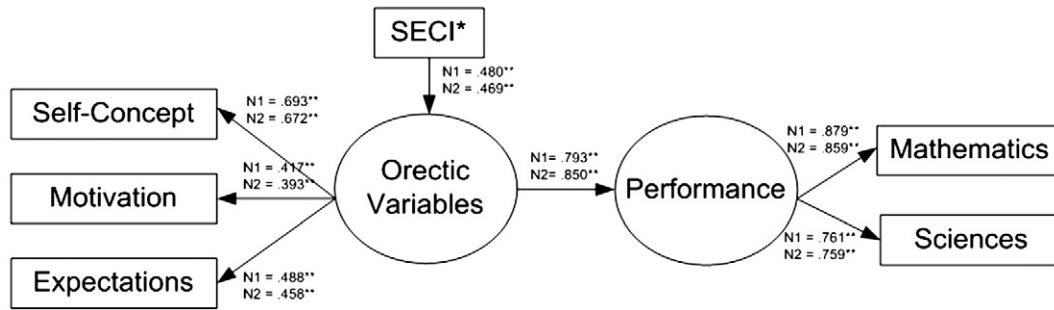 SECI*
N1 = .480**
N2 = .469**
Self-Concept
N1 = .693**
N2 = .672**
Motivation
N1 = .417**
N2 = .393**
Expectations
N1 = .488**
N2 = .458**
Orectic
Variables
N1= .793**
N2= .850**
Performance
N1 = .879**
N2 = .859**
Mathematics
N1 = .761**
N2 = .759**
Sciences